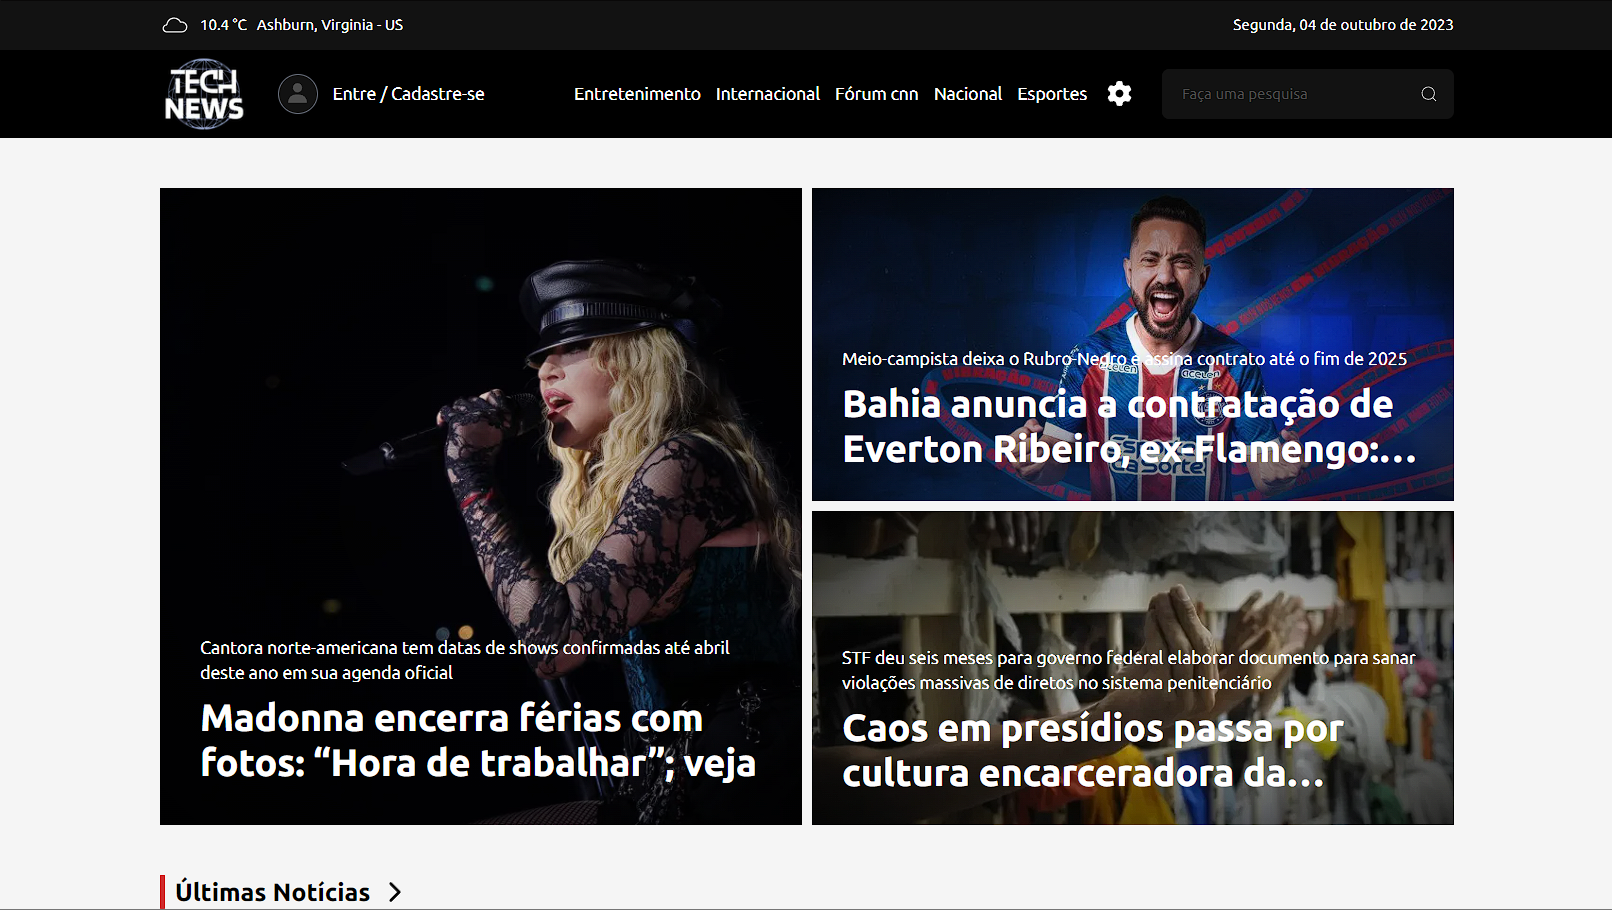 10.4 °C Ashburn, Virginia - US
Segunda, 04 de outubro de 2023
TECH
NEWS
Entre / Cadastre-se
Entretenimento Internacional Fórum cnn Nacional Esportes
Faça uma pesquisa
Cantora norte-americana tem datas de shows confirmadas até abril
deste ano em sua agenda oficial
Madonna encerra férias com
fotos: “Hora de trabalhar”; veja
Meio-campista deixa o Rubro-Negro e assina contrato até o fim de 2025
Bahia anuncia a contratação de
Everton Ribeiro, ex-Flamengo:...
acelen
acelen
Esportes
da Sorte
STF deu seis meses para governo federal elaborar documento para sanar
violações massivas de diretos no sistema penitenciário
Caos em presídios passa por
cultura encarceradora da...
Últimas Notícias